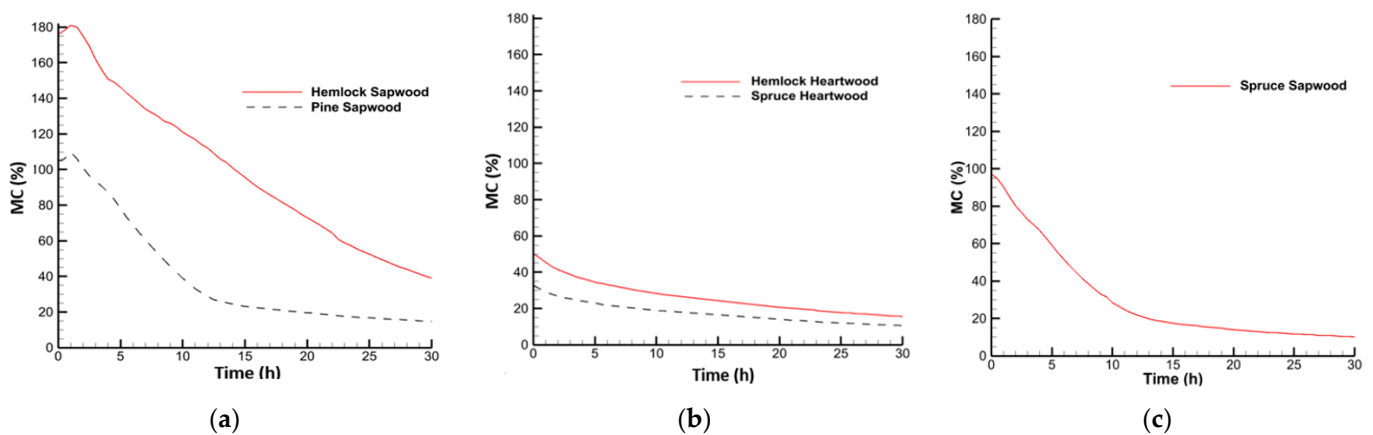 180
160
140
120
100
80
60
40
20
0
MC (%)
Hemlock Sapwood
Pine Sapwood
0 5 10 15 20 25 30
Time (h)
(a)
180
160
140
120
100
80
60
40
20
0
MC (%)
Hemlock Heartwood
Spruce Heartwood
0 5 10 15 20 25 30
Time (h)
(b)
180
160
140
120
100
80
60
40
20
0
MC (%)
Spruce Sapwood
0 5 10 15 20 25 30
Time (h)
(c)